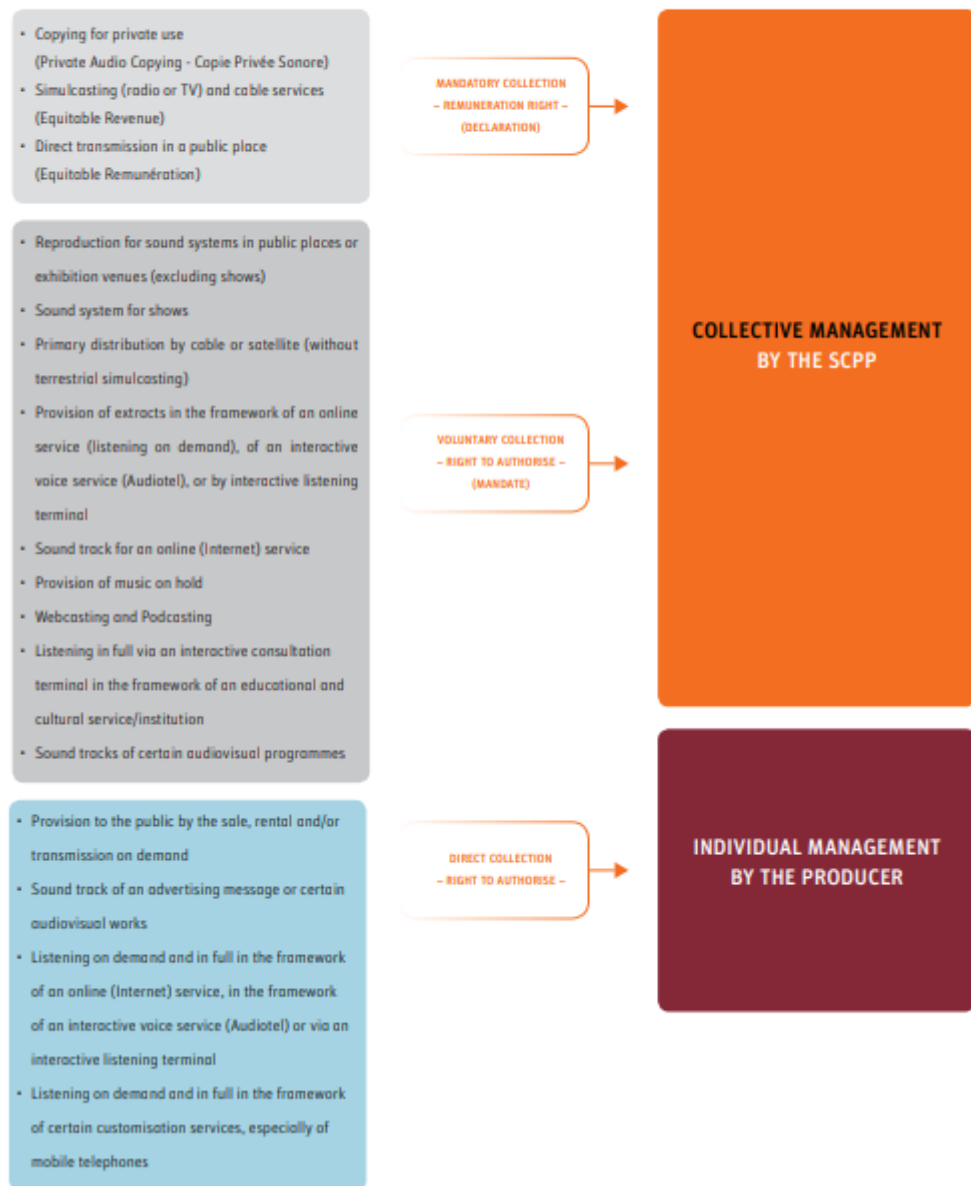 • Copying for private use
(Private Audio Copying - Copie Privée Sonore)
• Simulcasting (radio or TV) and cable services
(Equitable Revenue)
• Direct transmission in a public place
(Equitable Remunération)
MANDATORY COLLECTION
– REMUNERATION RIGHT –
(DECLARATION)
• Reproduction for sound systems in public places or
exhibition venues (excluding shows)
• Sound system for shows
• Primary distribution by cable or satellite (without
terrestrial simulcasting)
• Provision of extracts in the framework of an online
service (listening on demand), of an interactive
voice service (Audiotel), or by interactive listening
terminal
• Sound track for an online (Internet) service
• Provision of music on hold
• Webcasting and Podcasting
• Listening in full via an interactive consultation
terminal in the framework of an educational and
cultural service/institution
• Sound tracks of certain audiovisual programmes
VOLUNTARY COLLECTION
– RIGHT TO AUTHORISE –
(MANDATE)
COLLECTIVE MANAGEMENT
BY THE SCPP
• Provision to the public by the sale, rental and/or
transmission on demand
• Sound track of an advertising message or certain
audiovisual works
• Listening on demand and in full in the framework
of an online (Internet) service, in the framework
of an interactive voice service (Audiotel) or via an
interactive listening terminal
• Listening on demand and in full in the framework
of certain customisation services, especially of
mobile telephones
DIRECT COLLECTION
– RIGHT TO AUTHORISE –
INDIVIDUAL MANAGEMENT
BY THE PRODUCER